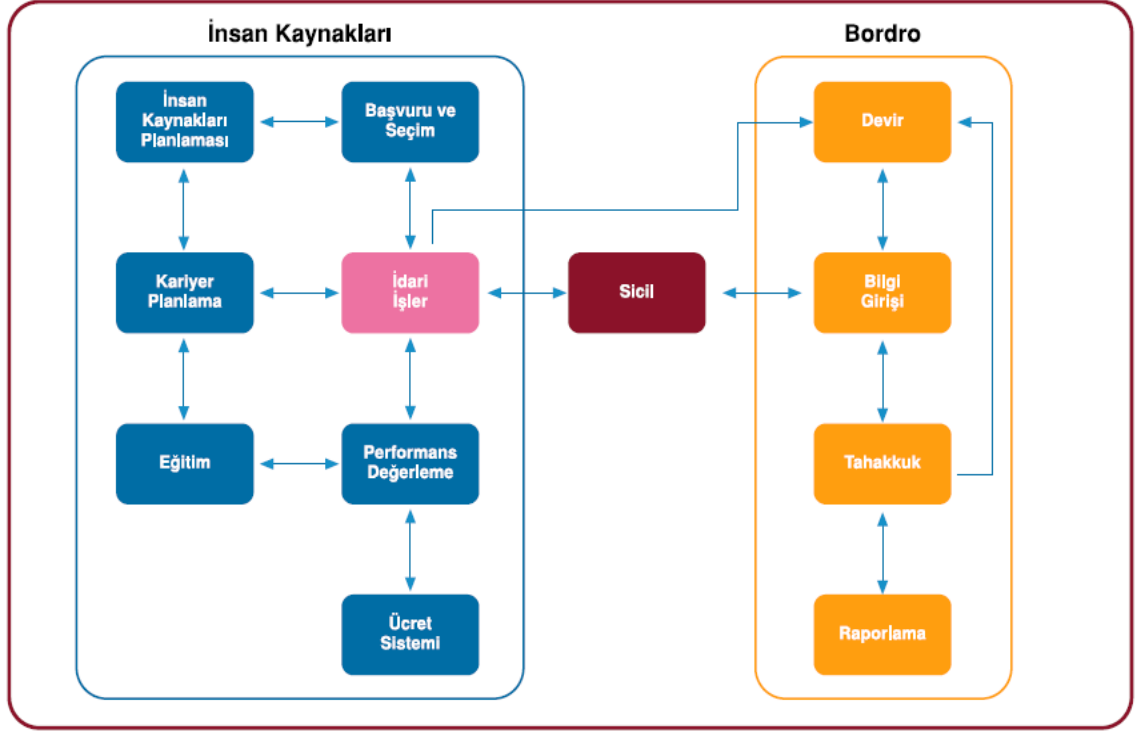 İnsan Kaynakları
Bordro
İnsan
Kaynakları
Planlaması
Başvuru ve
Seçim
Devir
Kariyer
Planlama
İdari
İşler
Sicil
Bilgi
Girişi
Eğitim
Performans
Değerleme
Tahakkuk
Ücret
Sistemi
Raporlama